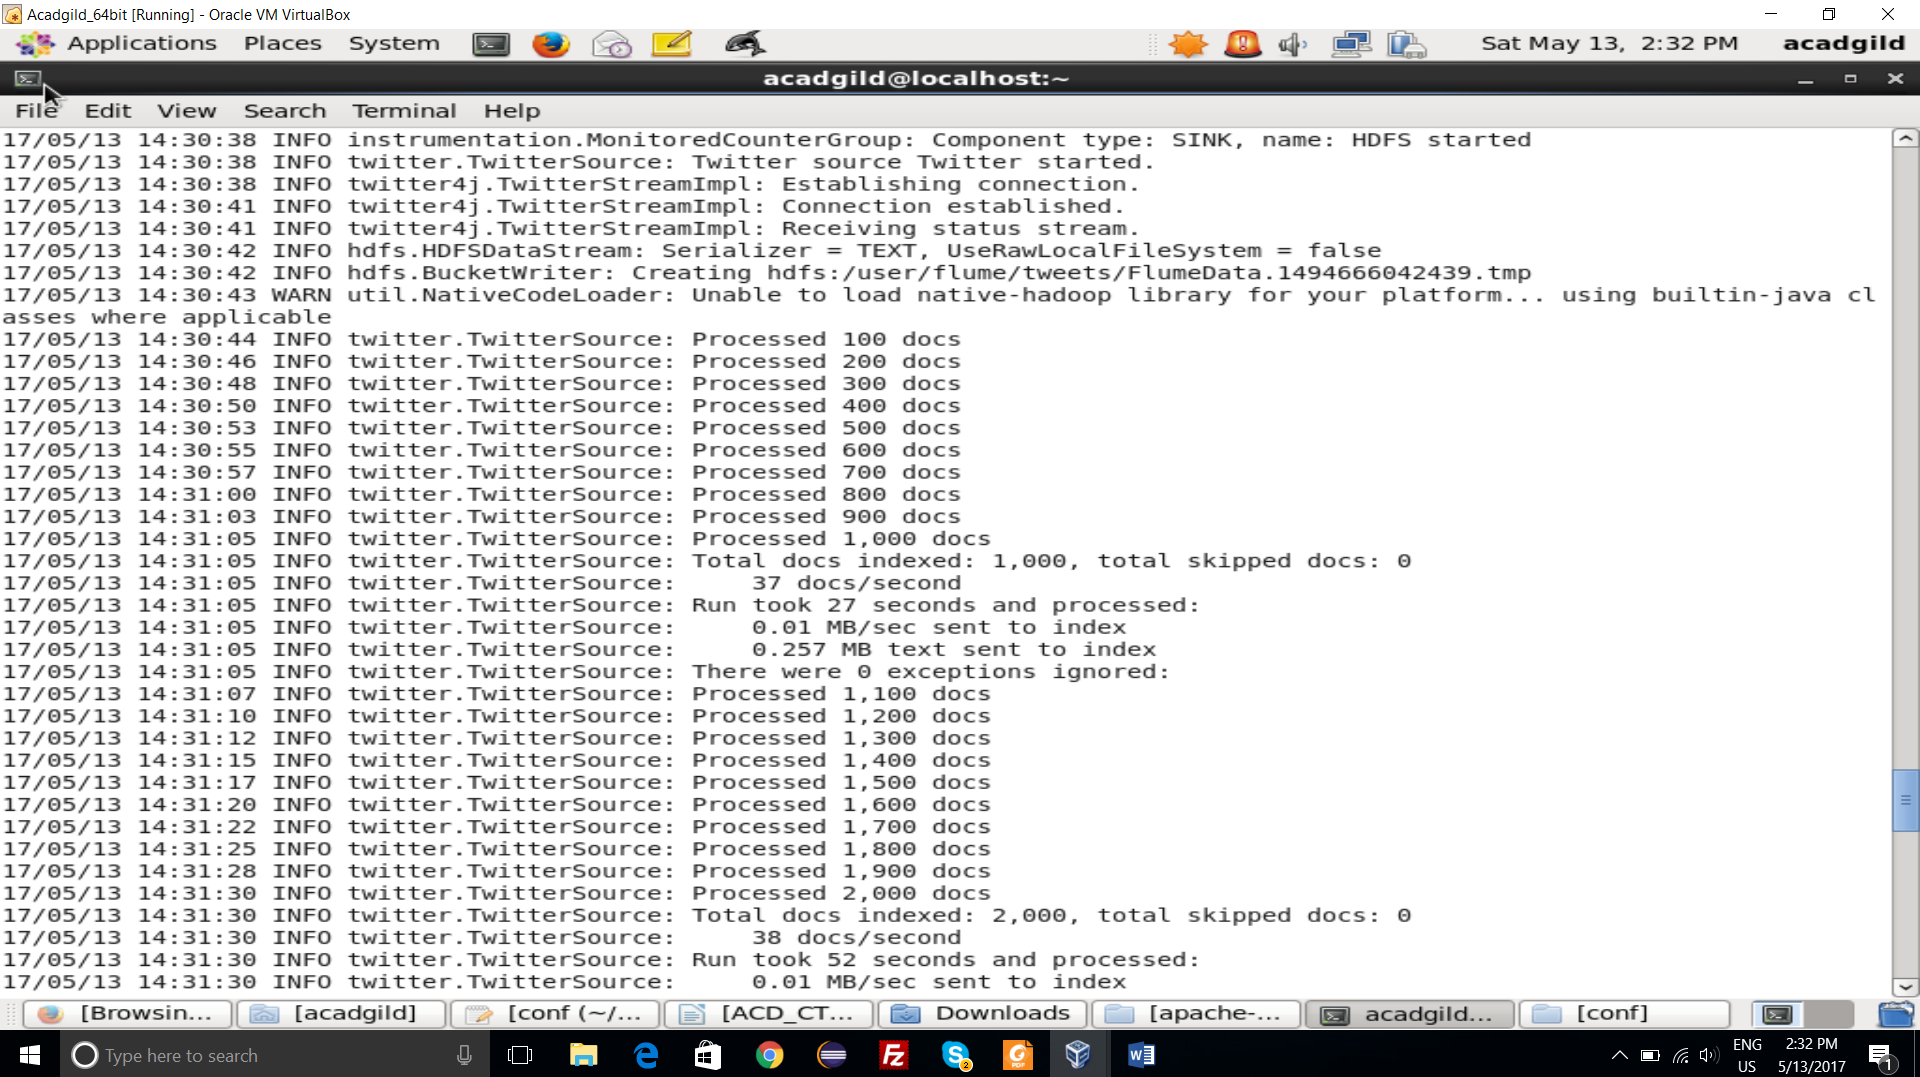 Acadgild_64bit [Running] - Oracle VM VirtualBox
Applications Places System Sat May 13, 2:32 PM acadgild
acadgild@localhost:~
File Edit View Search Terminal Help
17/05/13 14:30:38 INFO instrumentation.MonitoredCounterGroup: Component type: SINK, name: HDFS started
17/05/13 14:30:38 INFO twitter.TwitterSource: Twitter source Twitter started.
17/05/13 14:30:38 INFO twitter4j.TwitterStreamImpl: Establishing connection.
17/05/13 14:30:41 INFO twitter4j.TwitterStreamImpl: Connection established.
17/05/13 14:30:41 INFO twitter4j.TwitterStreamImpl: Receiving status stream.
17/05/13 14:30:42 INFO hdfs.HDFSDataStream: Serializer = TEXT, UseRawLocalFileSystem = false
17/05/13 14:30:42 INFO hdfs.BucketWriter: Creating hdfs:/user/flume/tweets/FlumeData.1494666042439.tmp
17/05/13 14:30:43 WARN util.NativeCodeLoader: Unable to load native-hadoop library for your platform... using builtin-java cl
asses where applicable
17/05/13 14:30:44 INFO twitter.TwitterSource: Processed 100 docs
17/05/13 14:30:46 INFO twitter.TwitterSource: Processed 200 docs
17/05/13 14:30:48 INFO twitter.TwitterSource: Processed 300 docs
17/05/13 14:30:50 INFO twitter.TwitterSource: Processed 400 docs
17/05/13 14:30:53 INFO twitter.TwitterSource: Processed 500 docs
17/05/13 14:30:55 INFO twitter.TwitterSource: Processed 600 docs
17/05/13 14:30:57 INFO twitter.TwitterSource: Processed 700 docs
17/05/13 14:31:00 INFO twitter.TwitterSource: Processed 800 docs
17/05/13 14:31:03 INFO twitter.TwitterSource: Processed 900 docs
17/05/13 14:31:05 INFO twitter.TwitterSource: Processed 1,000 docs
17/05/13 14:31:05 INFO twitter.TwitterSource: Total docs indexed: 1,000, total skipped docs: 0
17/05/13 14:31:05 INFO twitter.TwitterSource:     37 docs/second
17/05/13 14:31:05 INFO twitter.TwitterSource: Run took 27 seconds and processed:
17/05/13 14:31:05 INFO twitter.TwitterSource:     0.01 MB/sec sent to index
17/05/13 14:31:05 INFO twitter.TwitterSource:     0.257 MB text sent to index
17/05/13 14:31:05 INFO twitter.TwitterSource: There were 0 exceptions ignored:
17/05/13 14:31:07 INFO twitter.TwitterSource: Processed 1,100 docs
17/05/13 14:31:10 INFO twitter.TwitterSource: Processed 1,200 docs
17/05/13 14:31:12 INFO twitter.TwitterSource: Processed 1,300 docs
17/05/13 14:31:15 INFO twitter.TwitterSource: Processed 1,400 docs
17/05/13 14:31:17 INFO twitter.TwitterSource: Processed 1,500 docs
17/05/13 14:31:20 INFO twitter.TwitterSource: Processed 1,600 docs
17/05/13 14:31:22 INFO twitter.TwitterSource: Processed 1,700 docs
17/05/13 14:31:25 INFO twitter.TwitterSource: Processed 1,800 docs
17/05/13 14:31:28 INFO twitter.TwitterSource: Processed 1,900 docs
17/05/13 14:31:30 INFO twitter.TwitterSource: Processed 2,000 docs
17/05/13 14:31:30 INFO twitter.TwitterSource: Total docs indexed: 2,000, total skipped docs: 0
17/05/13 14:31:30 INFO twitter.TwitterSource:     38 docs/second
17/05/13 14:31:30 INFO twitter.TwitterSource: Run took 52 seconds and processed:
17/05/13 14:31:30 INFO twitter.TwitterSource:     0.01 MB/sec sent to index
[Browsin... [acadgild] [conf (~/... [ACD_CT... Downloads [apache-... acadgild... [conf]
Type here to search ENG 2:32 PM
US 5/13/2017 1